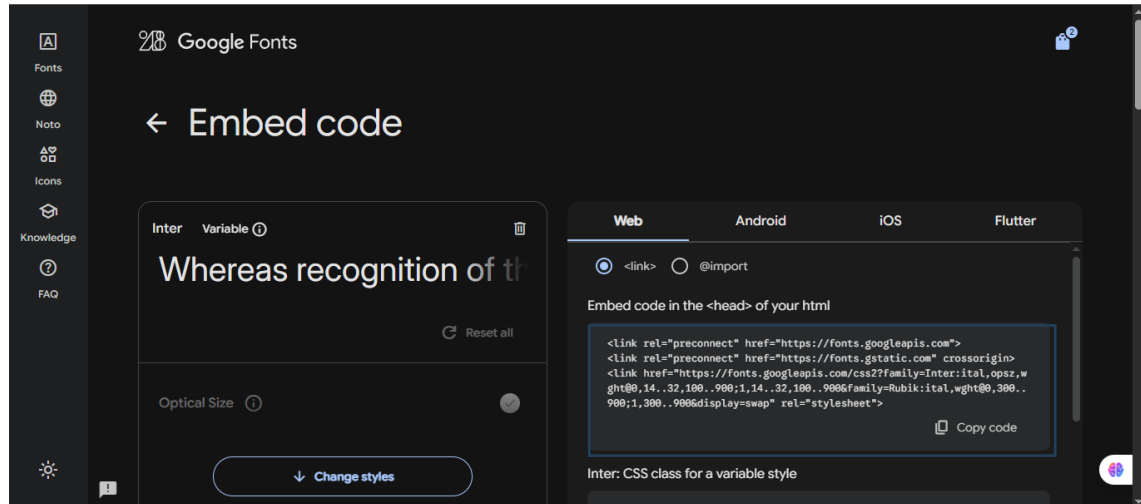 Fonts
Noto
Icons
Knowledge
FAQ
Google Fonts
2
Embed code
Inter Variable
Whereas recognition of th
Reset all
Optical Size
Change styles
Web Android iOS Flutter
<link> @import
Embed code in the <head> of your html
<link rel="preconnect" href="https://fonts.googleapis.com">
<link rel="preconnect" href="https://fonts.gstatic.com" crossorigin>
<link href="https://fonts.googleapis.com/css2?family=Inter:ital,opsz,w
ght@0,14..32,100..900;1,14..32,100..900&family=Rubik:ital,wght@0,300..
900;1,300..900&display=swap" rel="stylesheet">
Copy code
Inter: CSS class for a variable style